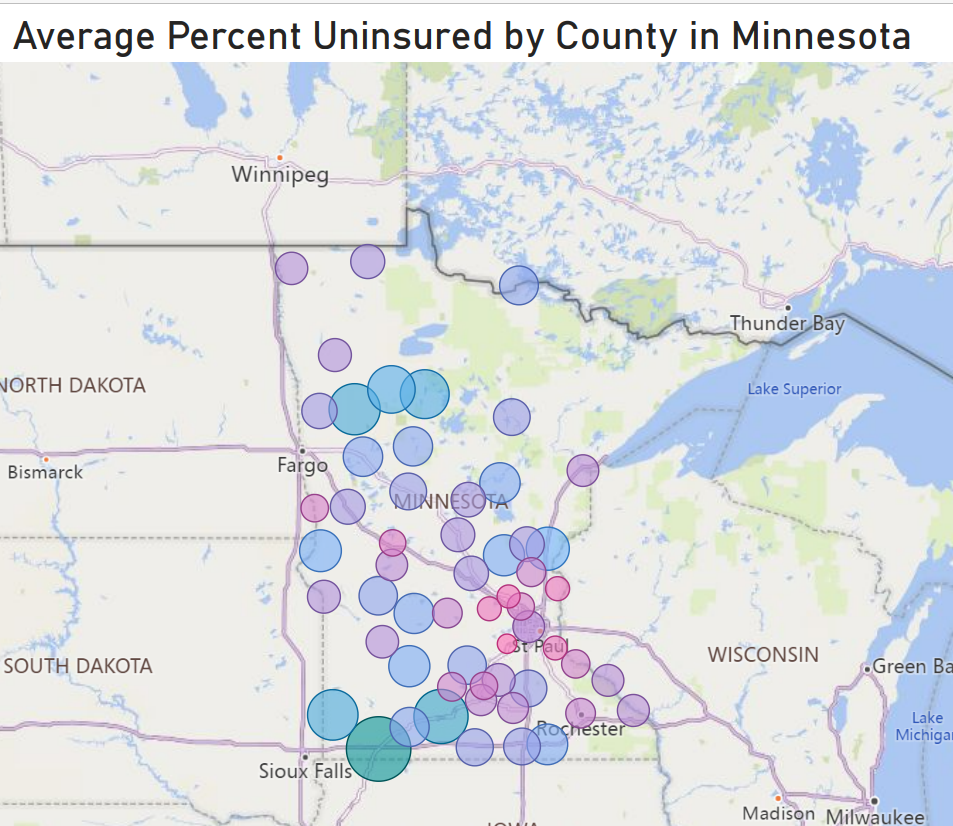 Average Percent Uninsured by County in Minnesota
Winnipeg
Thunder Bay
NORTH DAKOTA
Lake Superior
Fargo
Bismarck
MINNESOTA
St Paul
WISCONSIN
SOUTH DAKOTA
Green Ba
Lake
Michigan
Rochester
Sioux Falls
Madison
Milwaukee
IOWA